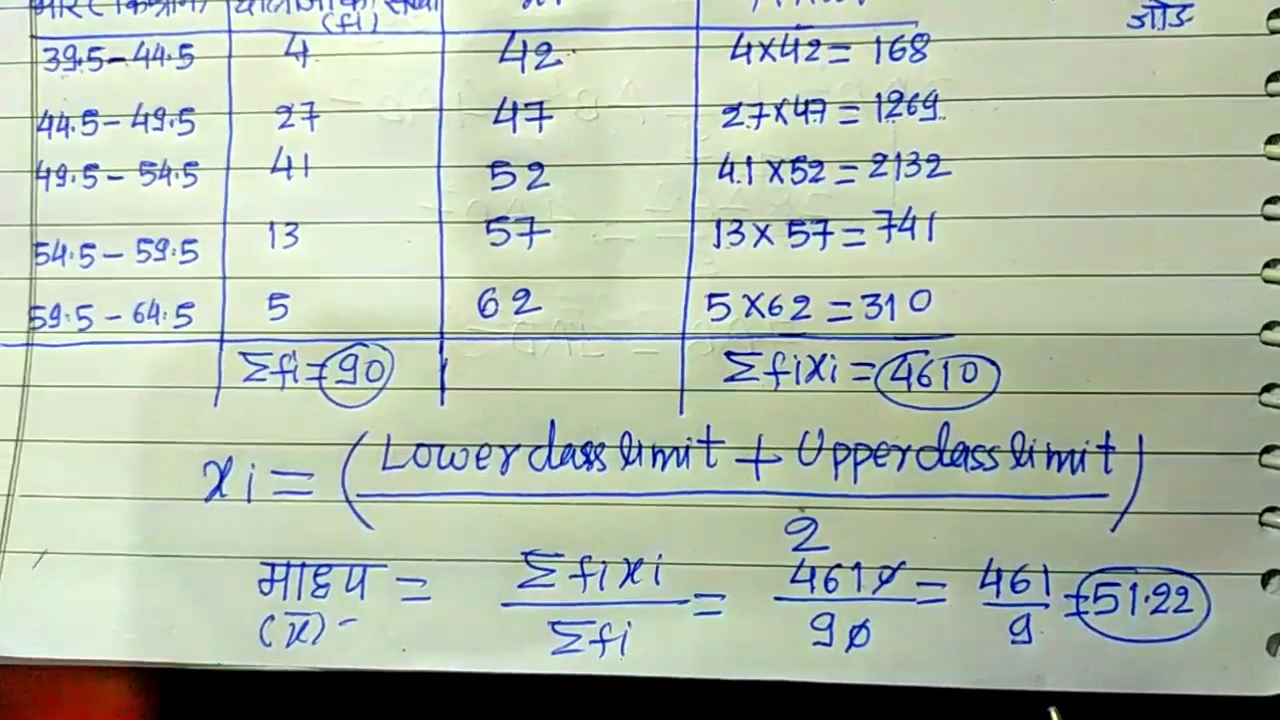 (fi)
जोड
39.5-44.5 4 42 4×42= 168
44.5-49.5 27 47 27×47=1269
49.5-54.5 41 52 41×52=2132
54.5-59.5 13 57 13×57=741
59.5-64.5 5 62 5×62=310
Σfi=90 Σfixi=4610
xi=(Lower class limit + Upper class limit)
2
माध्य = Σfixi = 4610 = 461 =51.22
(x̄)- Σfi 90 9